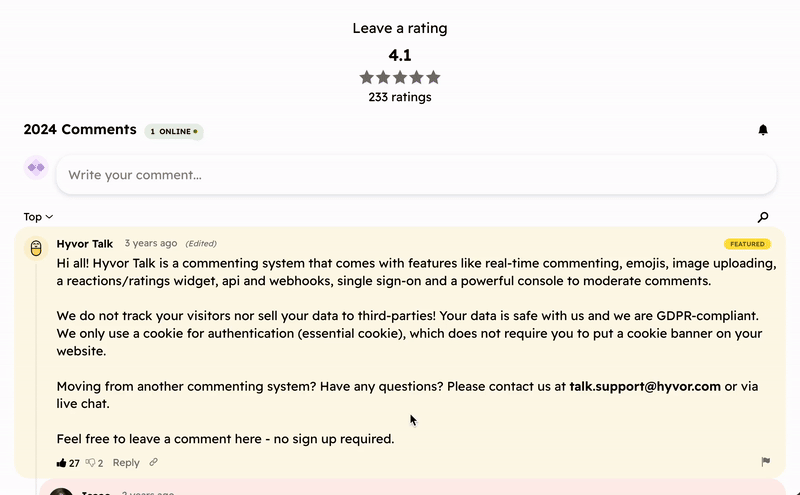 Leave a rating
4.1
233 ratings
2024 Comments 1 ONLINE
Write your comment...
Top
Hyvor Talk 3 years ago (Edited) FEATURED
Hi all! Hyvor Talk is a commenting system that comes with features like real-time commenting, emojis, image uploading,
a reactions/ratings widget, api and webhooks, single sign-on and a powerful console to moderate comments.
We do not track your visitors nor sell your data to third-parties! Your data is safe with us and we are GDPR-compliant.
We only use a cookie for authentication (essential cookie), which does not require you to put a cookie banner on your
website.
Moving from another commenting system? Have any questions? Please contact us at talk.support@hyvor.com or via
live chat.
Feel free to leave a comment here - no sign up required.
27 2 Reply